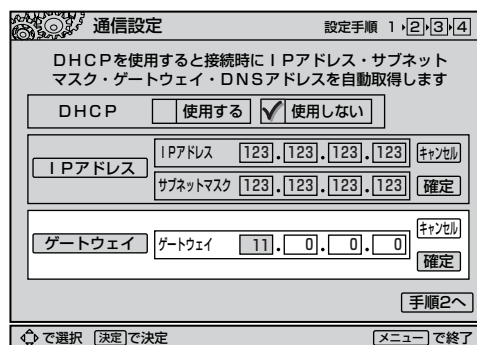 通信設定 設定手順 1▸2▸3▸4
DHCPを使用すると接続時にIPアドレス・サブネット
マスク・ゲートウェイ・DNSアドレスを自動取得します
DHCP 使用する 使用しない
IPアドレス
IPアドレス 123.123.123.123 キャンセル
サブネットマスク 123.123.123.123 確定
ゲートウェイ
ゲートウェイ 11.0.0.0 キャンセル
確定
手順2へ
で選択 決定で決定 メニューで終了